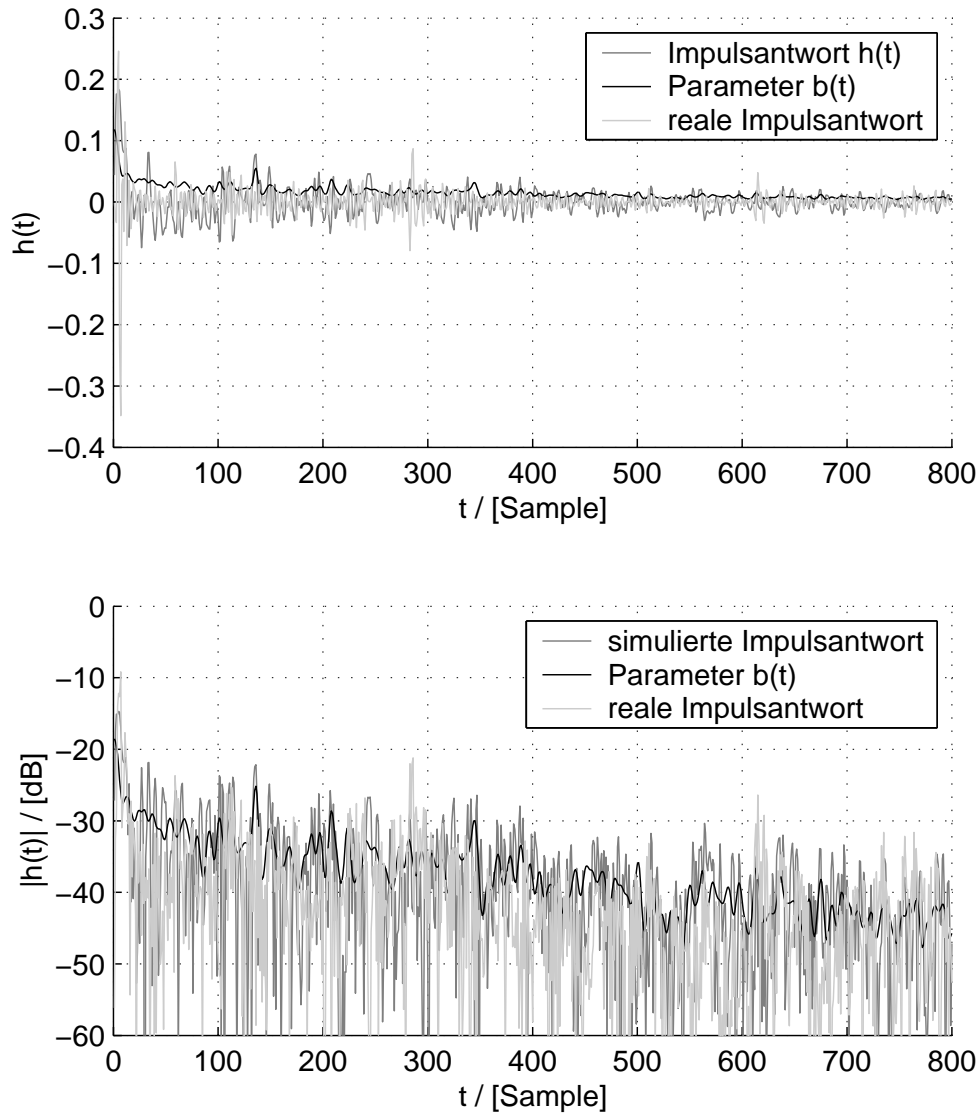 0.3
0.2
0.1
0
−0.1
−0.2
−0.3
−0.4
h(t)
Impulsantwort h(t)
Parameter b(t)
reale Impulsantwort
0 100 200 300 400 500 600 700 800
t / [Sample]
0
−10
−20
−30
−40
−50
−60
|h(t)| / [dB]
simulierte Impulsantwort
Parameter b(t)
reale Impulsantwort
0 100 200 300 400 500 600 700 800
t / [Sample]